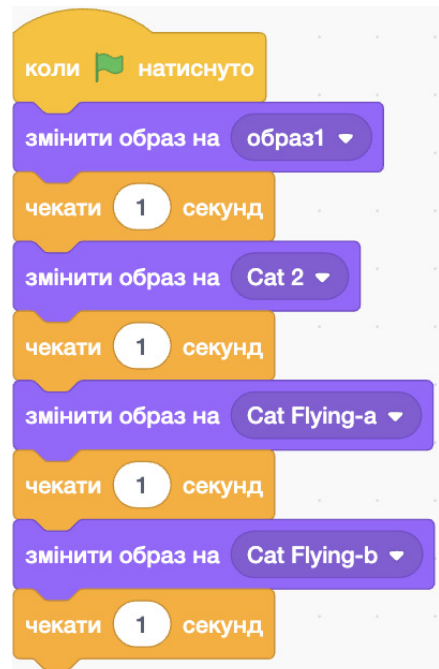 коли натиснуто
змінити образ на образ1
чекати 1 секунд
змінити образ на Cat 2
чекати 1 секунд
змінити образ на Cat Flying-a
чекати 1 секунд
змінити образ на Cat Flying-b
чекати 1 секунд